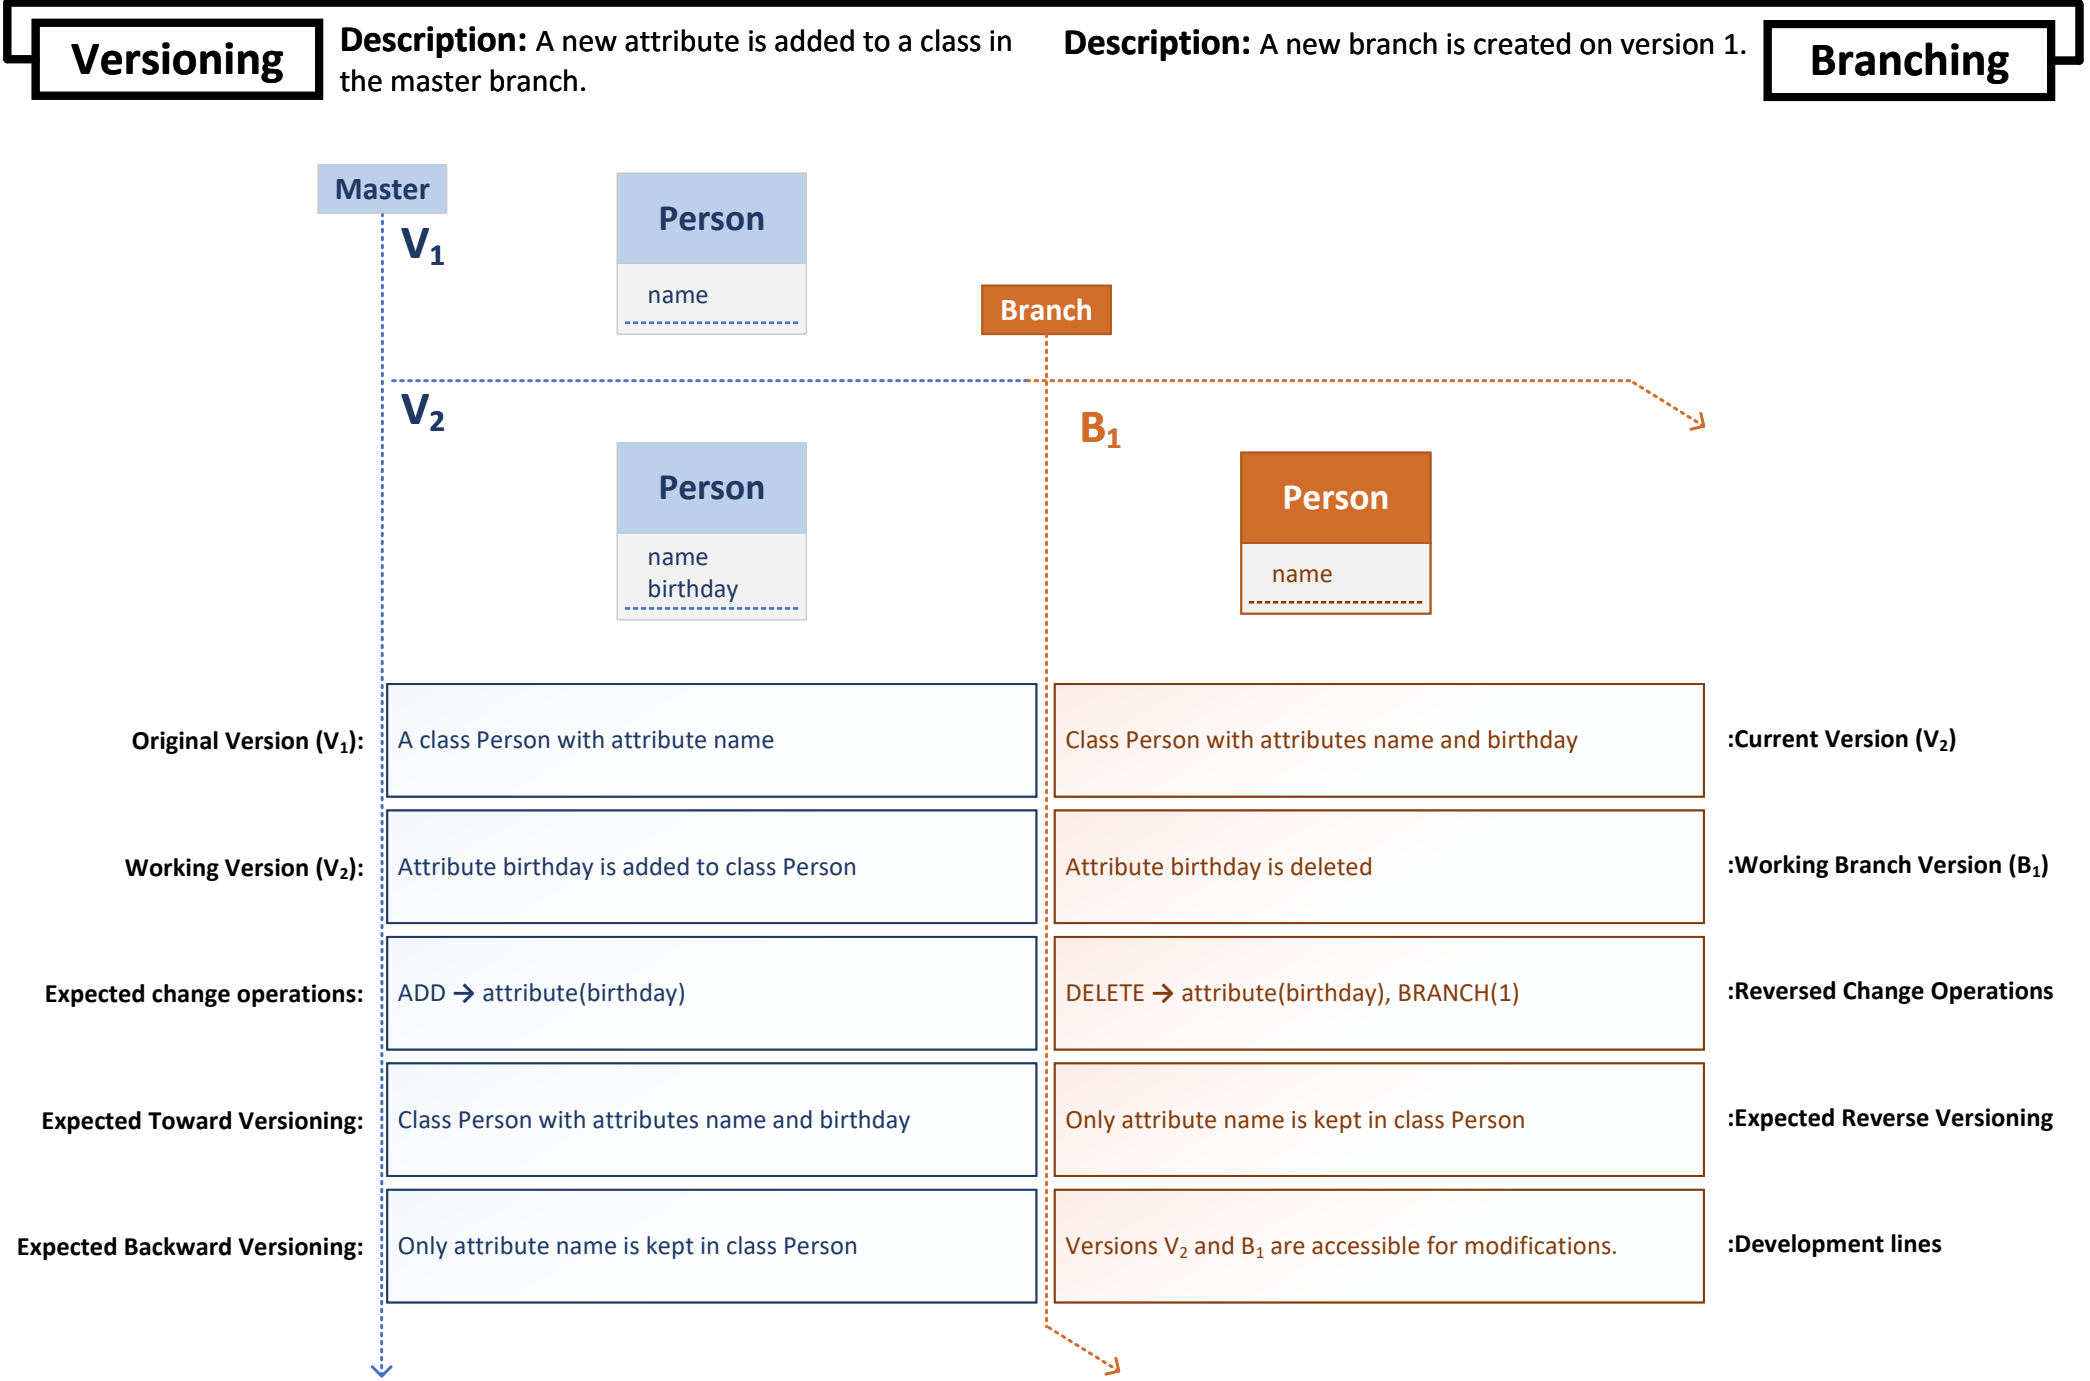 Versioning
Description: A new attribute is added to a class in
the master branch.
Description: A new branch is created on version 1.
Branching
Master
V₁
Person
name
Branch
V₂
B₁
Person
name
birthday
Person
name
Original Version (V₁):
A class Person with attribute name
Class Person with attributes name and birthday
:Current Version (V₂)
Working Version (V₂):
Attribute birthday is added to class Person
Attribute birthday is deleted
:Working Branch Version (B₁)
Expected change operations:
ADD → attribute(birthday)
DELETE → attribute(birthday), BRANCH(1)
:Reversed Change Operations
Expected Toward Versioning:
Class Person with attributes name and birthday
Only attribute name is kept in class Person
:Expected Reverse Versioning
Expected Backward Versioning:
Only attribute name is kept in class Person
Versions V₂ and B₁ are accessible for modifications.
:Development lines